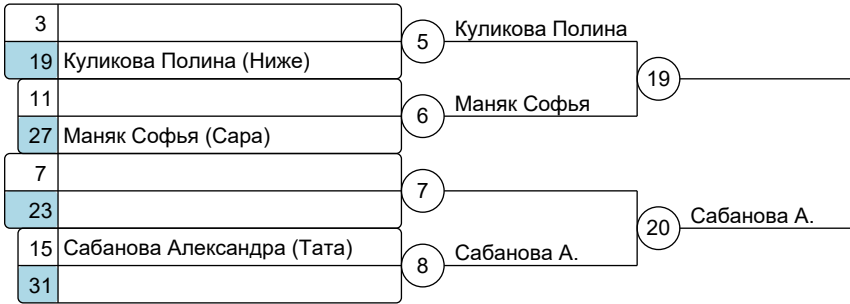 3
5 Куликова Полина
19 Куликова Полина (Ниже)
19
11
6 Маняк Софья
27 Маняк Софья (Сара)
7
7
23
20 Сабанова А.
15 Сабанова Александра (Тата)
8 Сабанова А.
31